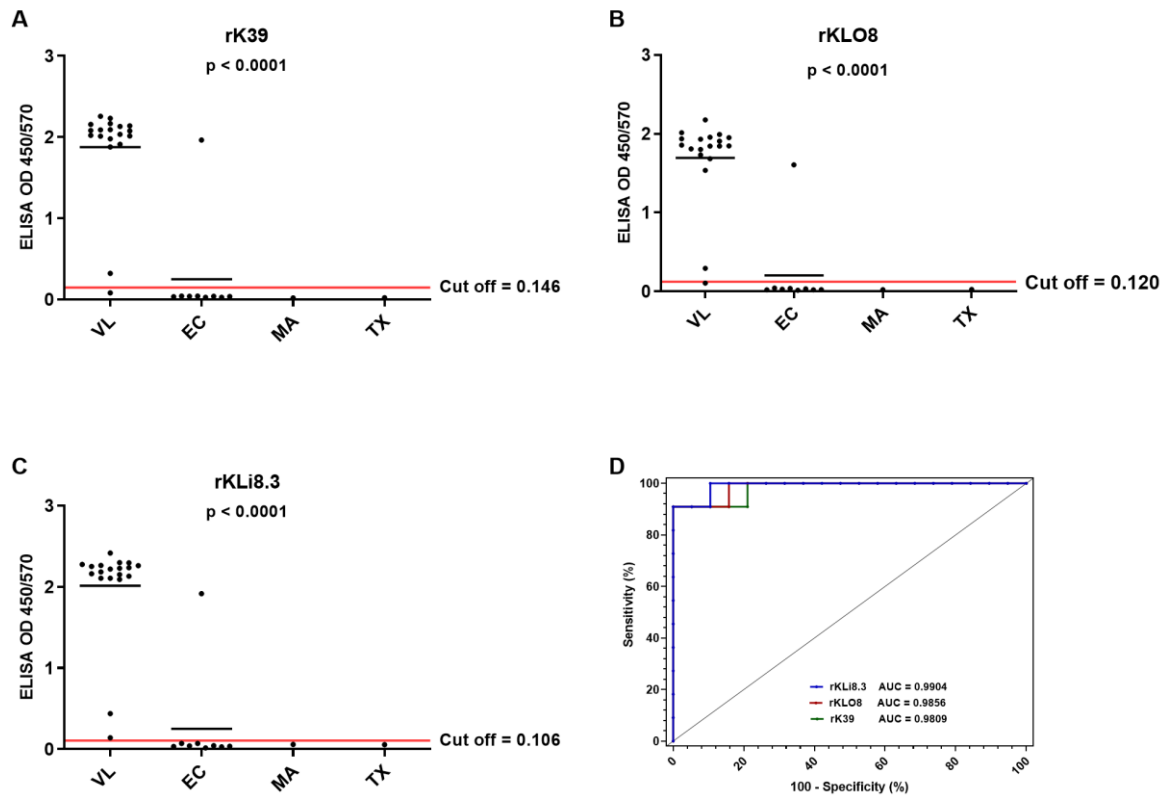 A
rK39
p < 0.0001
ELISA OD 450/570
3
2
1
0
Cut off = 0.146
VL
EC
MA
TX
B
rKLO8
p < 0.0001
ELISA OD 450/570
3
2
1
0
Cut off = 0.120
VL
EC
MA
TX
C
rKLi8.3
p < 0.0001
ELISA OD 450/570
3
2
1
0
Cut off = 0.106
VL
EC
MA
TX
D
Sensitivity (%)
100
80
60
40
20
0
rKLi8.3 AUC = 0.9904
rKLO8 AUC = 0.9856
rK39 AUC = 0.9809
0
20
40
60
80
100
100 - Specificity (%)